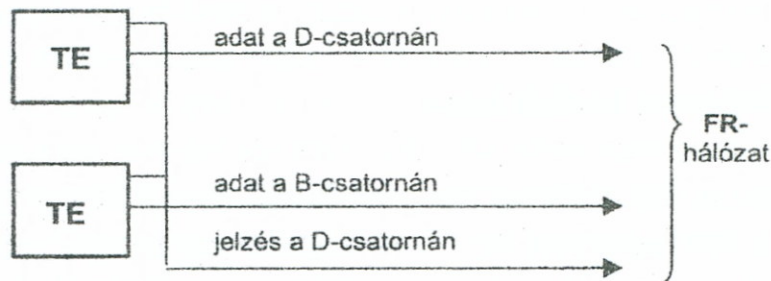 TE
adat a D-csatornán
FR-
hálózat
TE
adat a B-csatornán
jelzés a D-csatornán